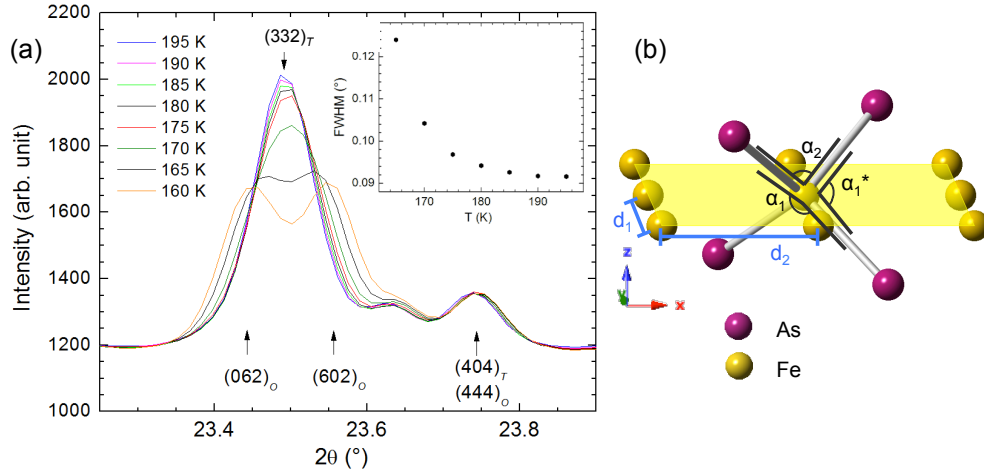 (a)
2200
2000
1800
1600
1400
1200
1000
Intensity (arb. unit)
195 K
190 K
185 K
180 K
175 K
170 K
165 K
160 K
(332)T
0.12
0.11
0.10
0.09
FWHM (°)
170
180
190
T (K)
(062)O
(602)O
(404)T
(444)O
23.4
23.6
23.8
2θ (°)
(b)
α2
α1
α1*
d1
d2
z
y
x
As
Fe